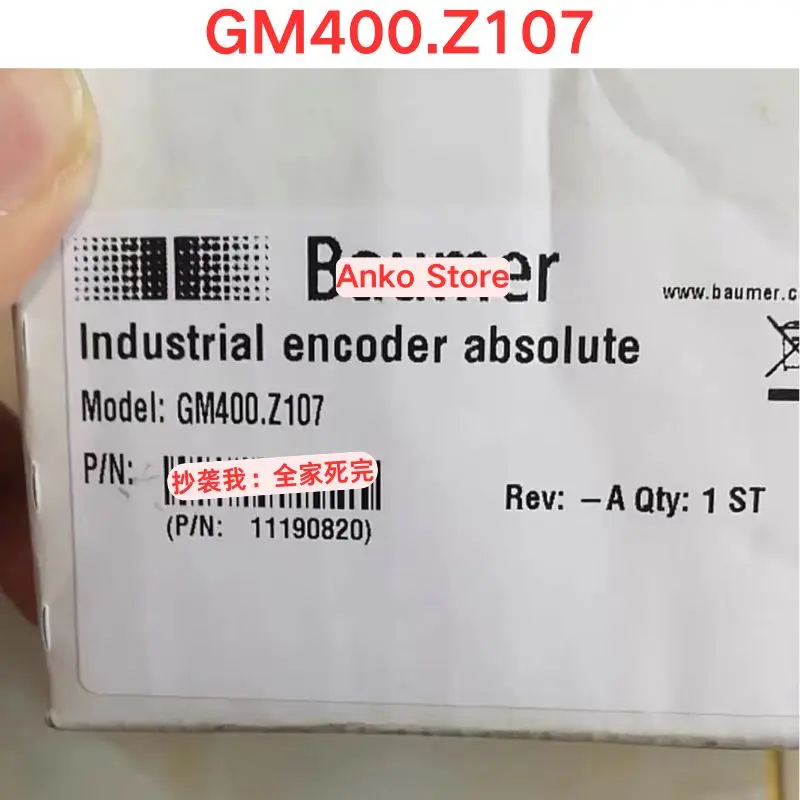 GM400.Z107
Baumer
Anko Store
www.baumer.c
Industrial encoder absolute
Model: GM400.Z107
P/N:
抄袭我：全家死完
(P/N: 11190820)
Rev: -A Qty: 1 ST